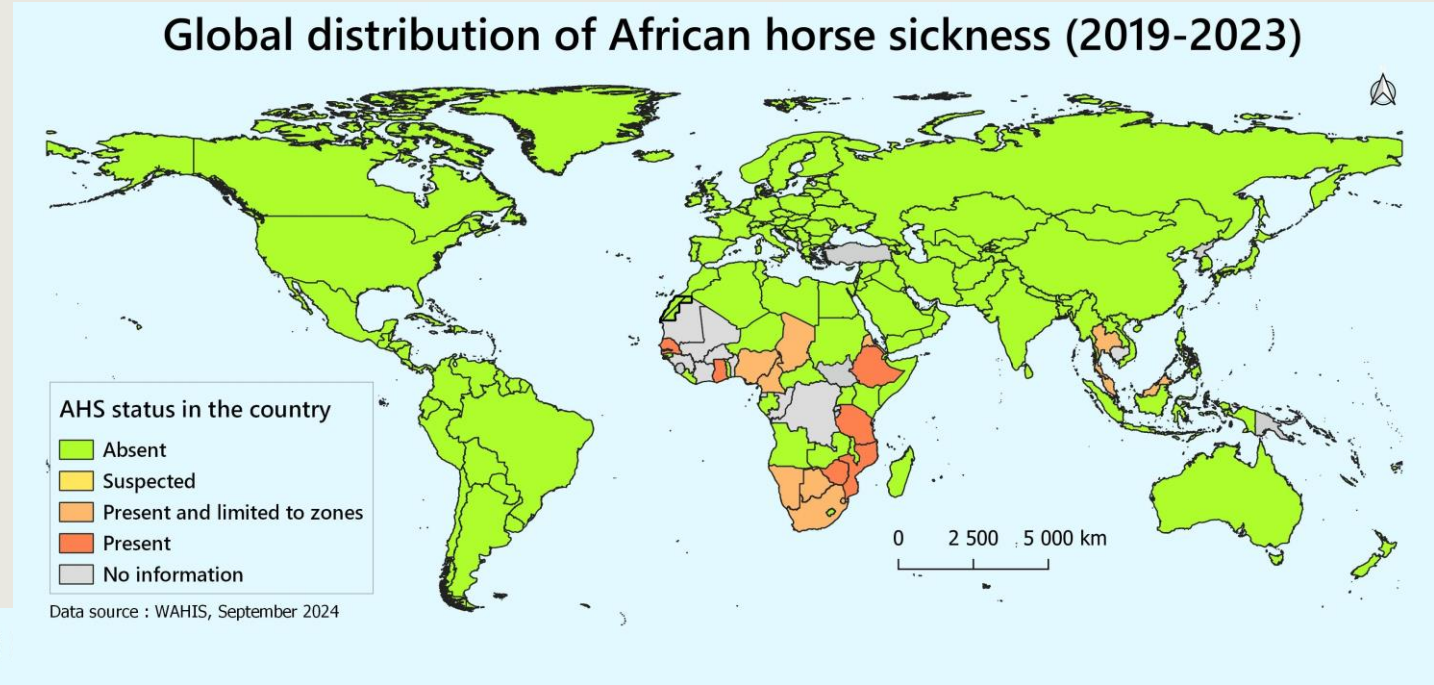 Global distribution of African horse sickness (2019-2023)
AHS status in the country
Absent
Suspected
Present and limited to zones
Present
No information
Data source : WAHIS, September 2024
0 2 500 5 000 km